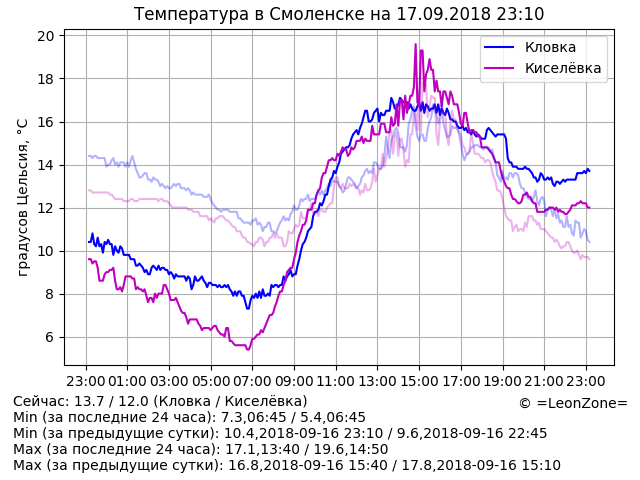 Температура в Смоленске на 17.09.2018 23:10
градусов Цельсия, °C
20
18
16
14
12
10
8
6
Кловка
Киселёвка
23:00 01:00 03:00 05:00 07:00 09:00 11:00 13:00 15:00 17:00 19:00 21:00 23:00
Сейчас: 13.7 / 12.0 (Кловка / Киселёвка)
© =LeonZone=
Min (за последние 24 часа): 7.3,06:45 / 5.4,06:45
Min (за предыдущие сутки): 10.4,2018-09-16 23:10 / 9.6,2018-09-16 22:45
Max (за последние 24 часа): 17.1,13:40 / 19.6,14:50
Max (за предыдущие сутки): 16.8,2018-09-16 15:40 / 17.8,2018-09-16 15:10